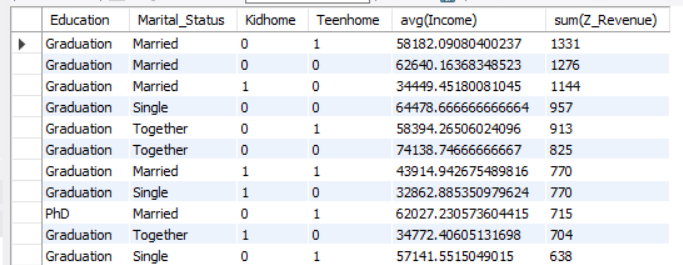 Education Marital_Status Kidhome Teenhome avg(Income) sum(Z_Revenue)
Graduation Married 0 1 58182.09080400237 1331
Graduation Married 0 0 62640.16368348523 1276
Graduation Married 1 0 34449.45180081045 1144
Graduation Single 0 0 64478.666666666664 957
Graduation Together 0 1 58394.26506024096 913
Graduation Together 0 0 74138.74666666667 825
Graduation Married 1 1 43914.942675489816 770
Graduation Single 1 0 32862.885350979624 770
PhD Married 0 1 62027.230573604415 715
Graduation Together 1 0 34772.40605131698 704
Graduation Single 0 1 57141.5515049015 638